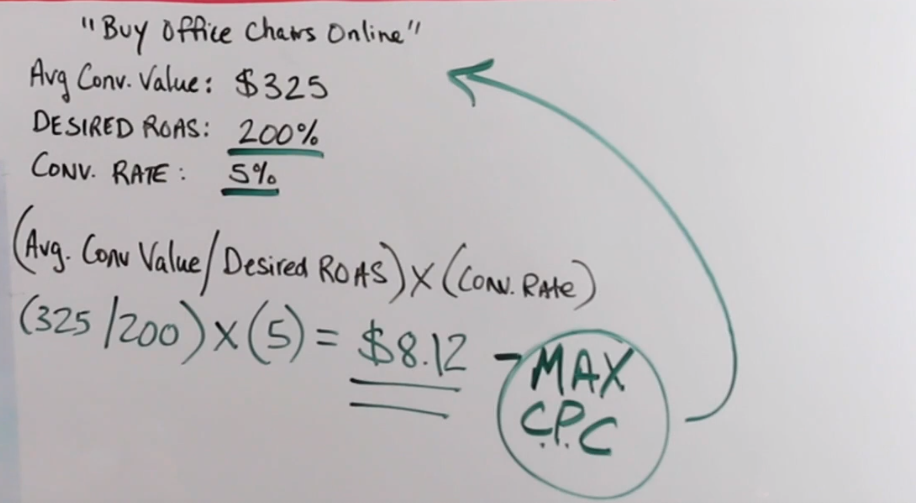 "Buy Office Chairs Online"
Avg Conv. Value: $325
DESIRED ROAS: 200%
CONV. RATE: 5%
(Avg. Conv Value/Desired ROAS) X (Conv. Rate)
(325/200) X (5) = $8.12 - MAX
C.P.C